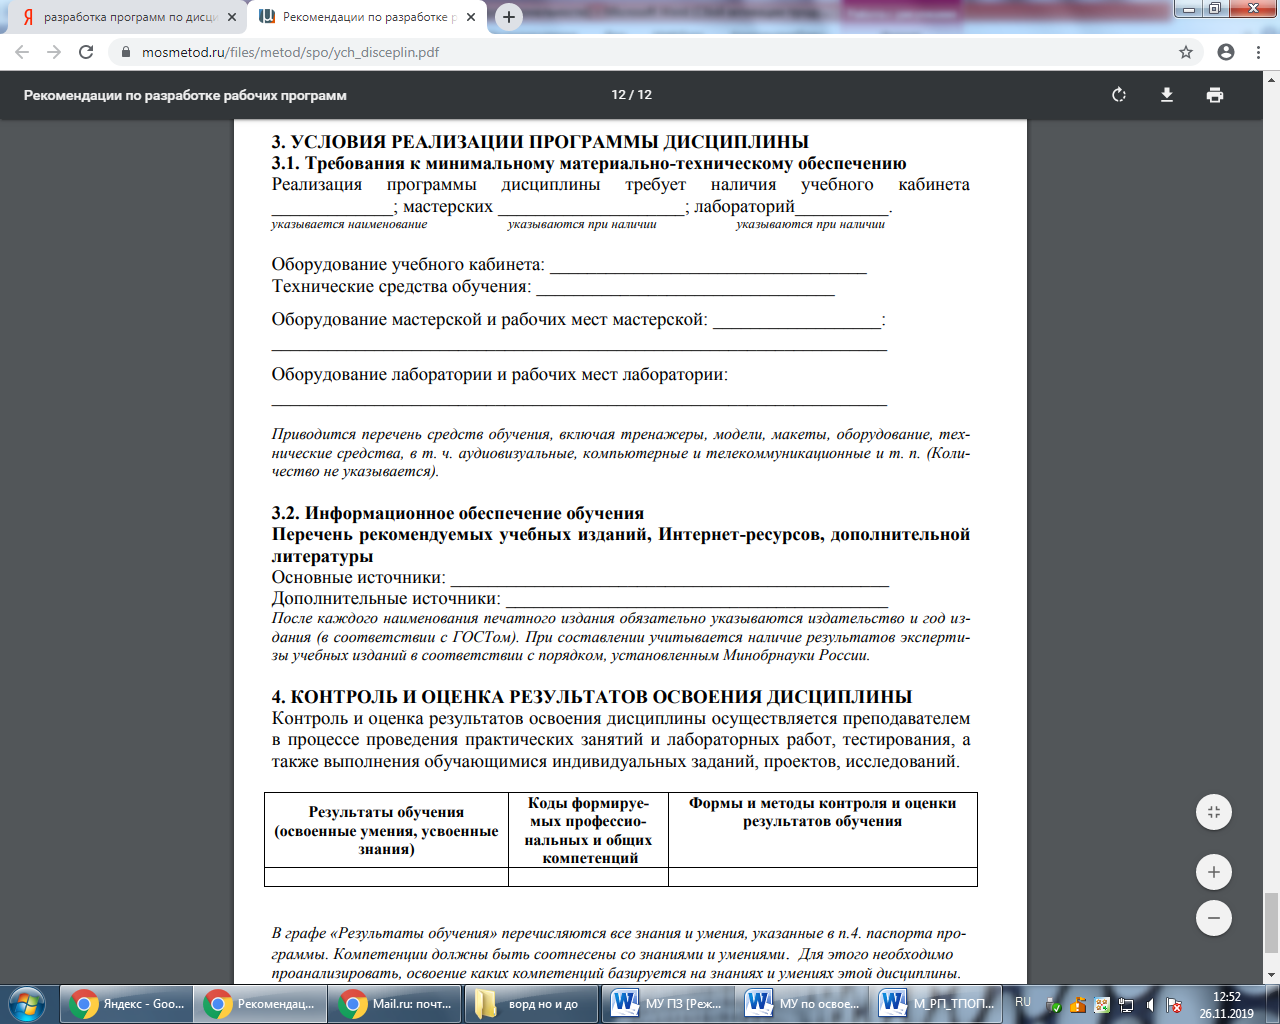 разработка программ по дисци
Рекомендации по разработке р
mosmetod.ru/files/metod/spo/ych_disceplin.pdf
Рекомендации по разработке рабочих программ
12 / 12
3. УСЛОВИЯ РЕАЛИЗАЦИИ ПРОГРАММЫ ДИСЦИПЛИНЫ
3.1. Требования к минимальному материально-техническому обеспечению
Реализация программы дисциплины требует наличия учебного кабинета
_____________; мастерских ____________________; лабораторий__________.
указывается наименование указываются при наличии указываются при наличии
Оборудование учебного кабинета: __________________________________
Технические средства обучения: ________________________________
Оборудование мастерской и рабочих мест мастерской: __________________:
__________________________________________________________________
Оборудование лаборатории и рабочих мест лаборатории:
__________________________________________________________________
Приводится перечень средств обучения, включая тренажеры, модели, макеты, оборудование, тех-
нические средства, в т. ч. аудиовизуальные, компьютерные и телекоммуникационные и т. п. (Коли-
чество не указывается).
3.2. Информационное обеспечение обучения
Перечень рекомендуемых учебных изданий, Интернет-ресурсов, дополнительной
литературы
Основные источники: _______________________________________________
Дополнительные источники: _________________________________________
После каждого наименования печатного издания обязательно указываются издательство и год из-
дания (в соответствии с ГОСТом). При составлении учитывается наличие результатов эксперти-
зы учебных изданий в соответствии с порядком, установленным Минобрнауки России.
4. КОНТРОЛЬ И ОЦЕНКА РЕЗУЛЬТАТОВ ОСВОЕНИЯ ДИСЦИПЛИНЫ
Контроль и оценка результатов освоения дисциплины осуществляется преподавателем
в процессе проведения практических занятий и лабораторных работ, тестирования, а
также выполнения обучающимися индивидуальных заданий, проектов, исследований.
Результаты обучения
(освоенные умения, усвоенные
знания)
Коды формируе-
мых профессио-
нальных и общих
компетенций
Формы и методы контроля и оценки
результатов обучения
В графе «Результаты обучения» перечисляются все знания и умения, указанные в п.4. паспорта про-
граммы. Компетенции должны быть соотнесены со знаниями и умениями. Для этого необходимо
проанализировать, освоение каких компетенций базируется на знаниях и умениях этой дисциплины.
Яндекс - Goo...
Рекомендац...
Mail.ru: почт...
ворд но и до
МУ ПЗ [Реж...
МУ по освое...
М_РП_ТПОП...
RU
12:52
26.11.2019